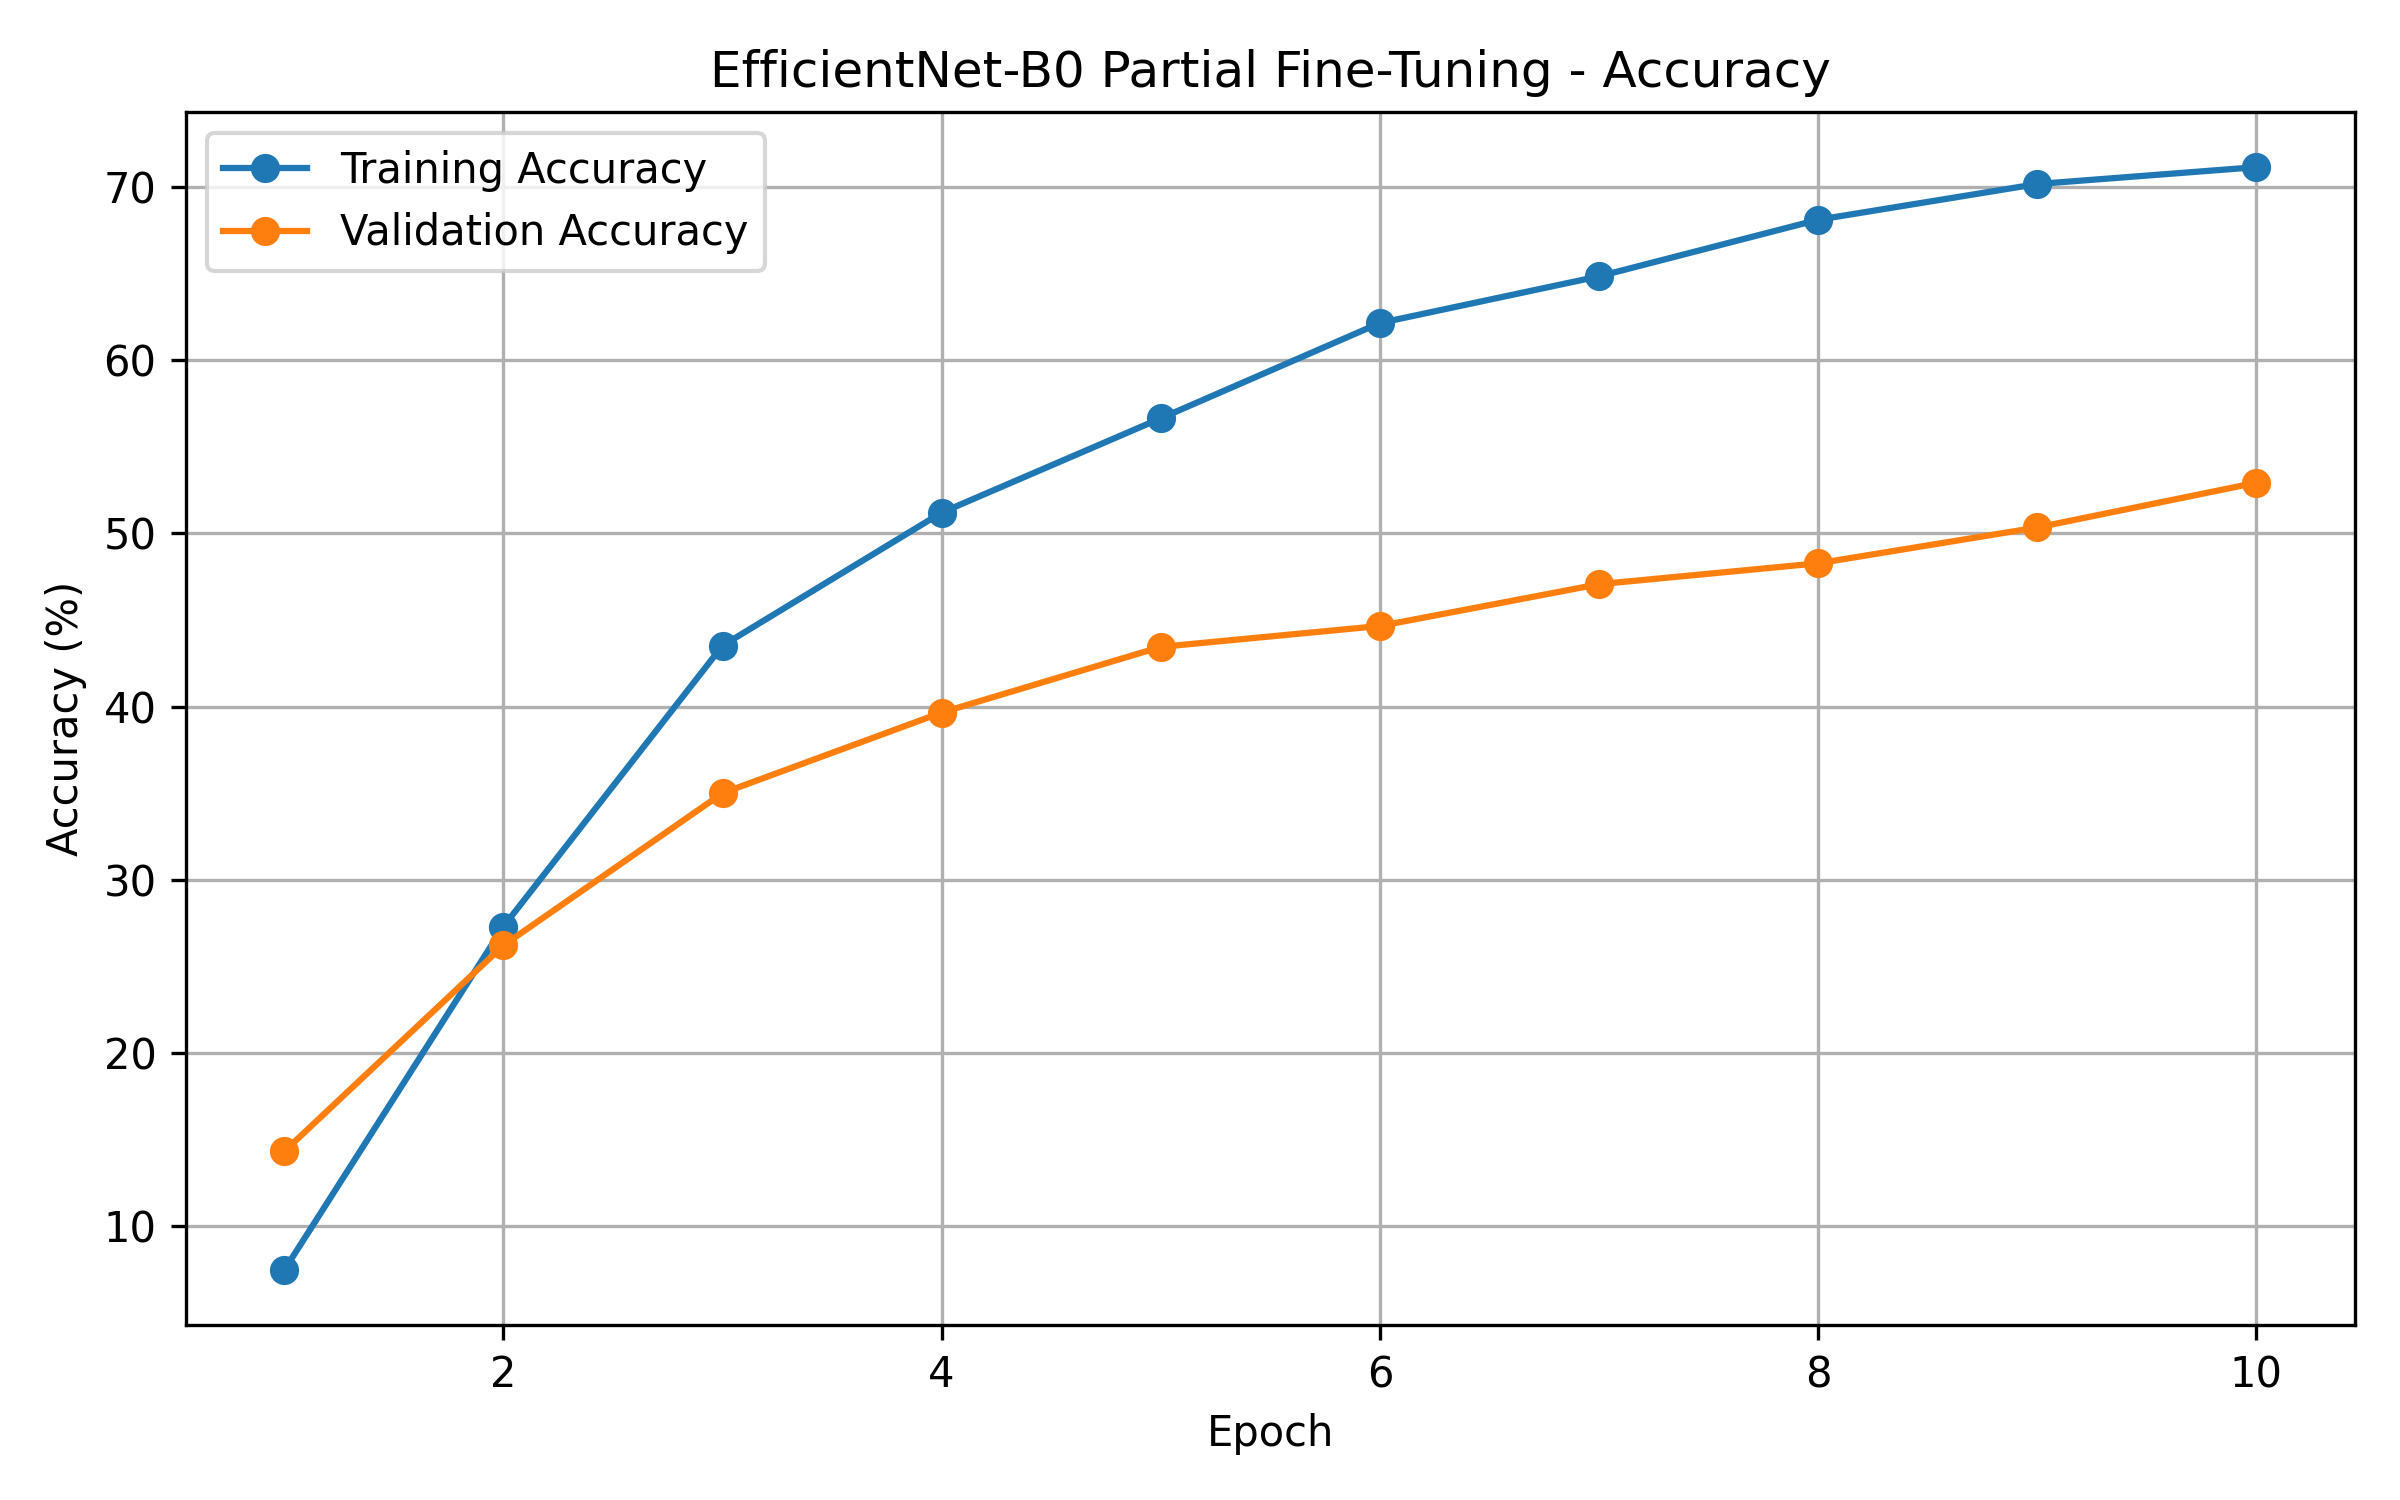 EfficientNet-B0 Partial Fine-Tuning - Accuracy
Training Accuracy
Validation Accuracy
Accuracy (%)
70
60
50
40
30
20
10
2 4 6 8 10
Epoch